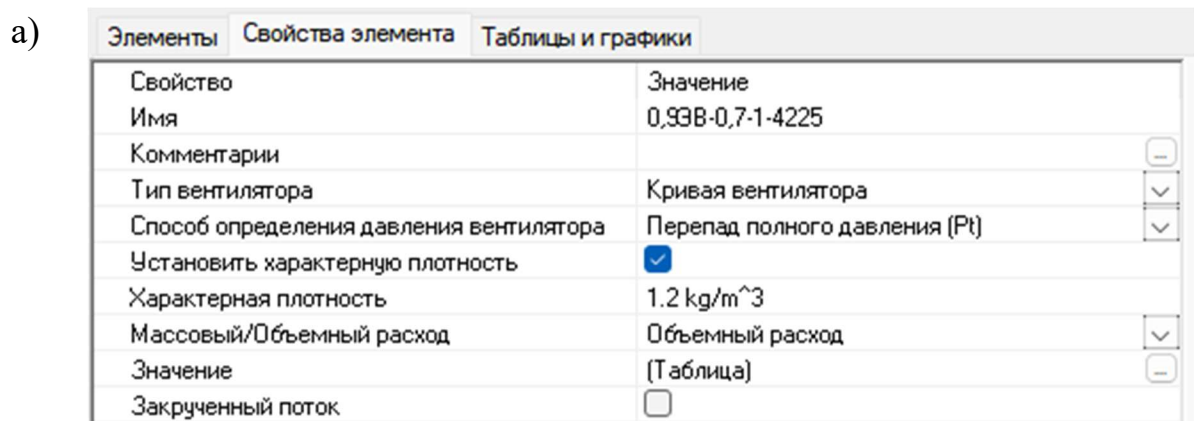 а)
Элементы Свойства элемента Таблицы и графики
Свойство Значение
Имя 0,9ЭВ-0,7-1-4225
Комментарии ...
Тип вентилятора Кривая вентилятора
Способ определения давления вентилятора Перепад полного давления (Pt)
Установить характерную плотность
Характерная плотность 1.2 kg/m^3
Массовый/Объемный расход Объемный расход
Значение (Таблица) ...
Закрученный поток